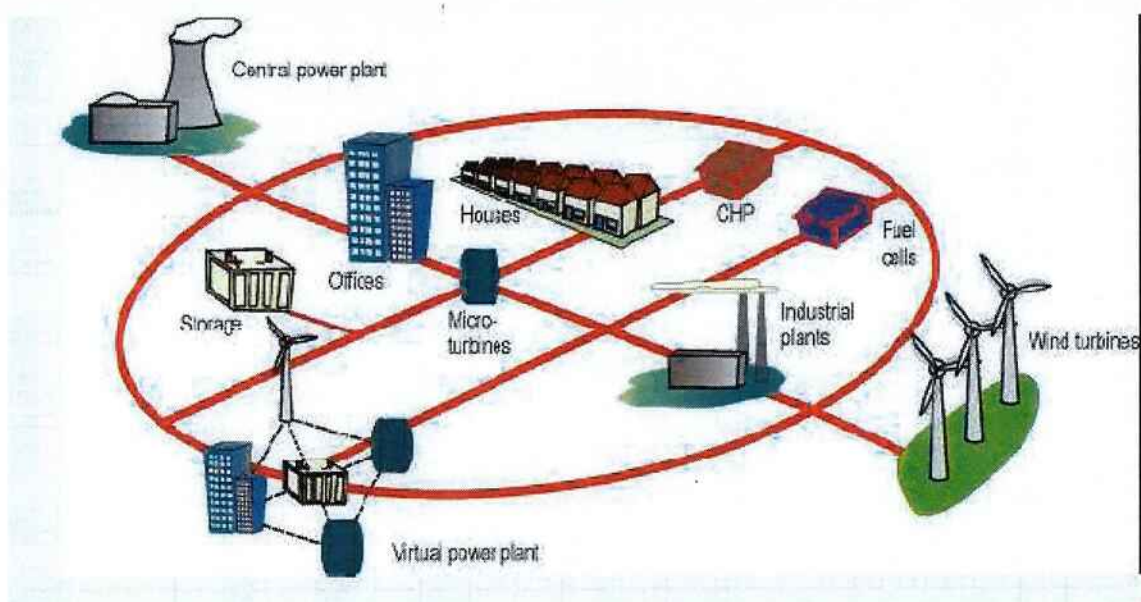 Central power plant
Houses
CHP
Fuel
cells
Offices
Storage
Micro-
turbines
Industrial
plants
Wind turbines
Virtual power plant